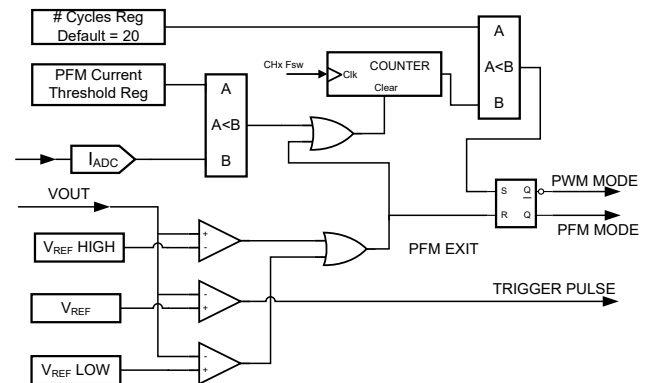 # Cycles Reg
Default = 20
A
A<B
B
CHx Fsw
Clk
COUNTER
Clear
PFM Current
Threshold Reg
A
A<B
B
IADC
VOUT
S Q
R Q
PWM MODE
PFM MODE
PFM EXIT
VREF HIGH
+
-
TRIGGER PULSE
VREF
-
+
VREF LOW
-
+